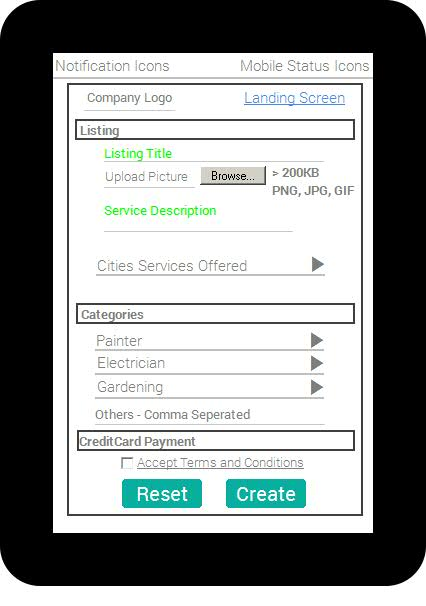 Notification Icons Mobile Status Icons
Company Logo Landing Screen
Listing
Listing Title
Upload Picture Browse... > 200KB
PNG, JPG, GIF
Service Description
Cities Services Offered
Categories
Painter
Electrician
Gardening
Others - Comma Seperated
CreditCard Payment
Accept Terms and Conditions
Reset Create